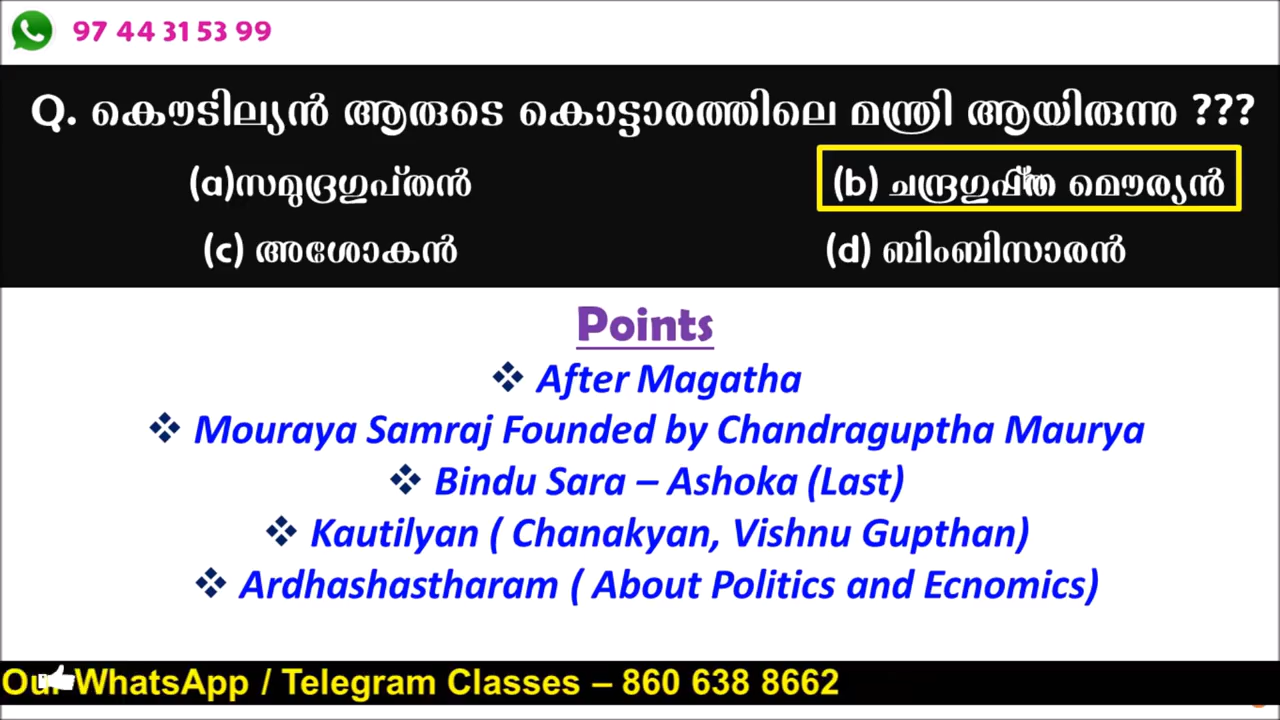 97 44 31 53 99
Q. കൌടില്യൻ ആരുടെ കൊട്ടാരത്തിലെ മന്ത്രി ആയിരുന്നു ???
(a)സമുദ്രഗുപ്തൻ
(b) ചന്ദ്രഗുപ്ത മൌര്യൻ
(c) അശോകൻ
(d) ബിംബിസാരൻ
Points
❖ After Magatha
❖ Mouraya Samraj Founded by Chandraguptha Maurya
❖ Bindu Sara – Ashoka (Last)
❖ Kautilyan ( Chanakyan, Vishnu Gupthan)
❖ Ardhashastharam ( About Politics and Ecnomics)
Our WhatsApp / Telegram Classes – 860 638 8662